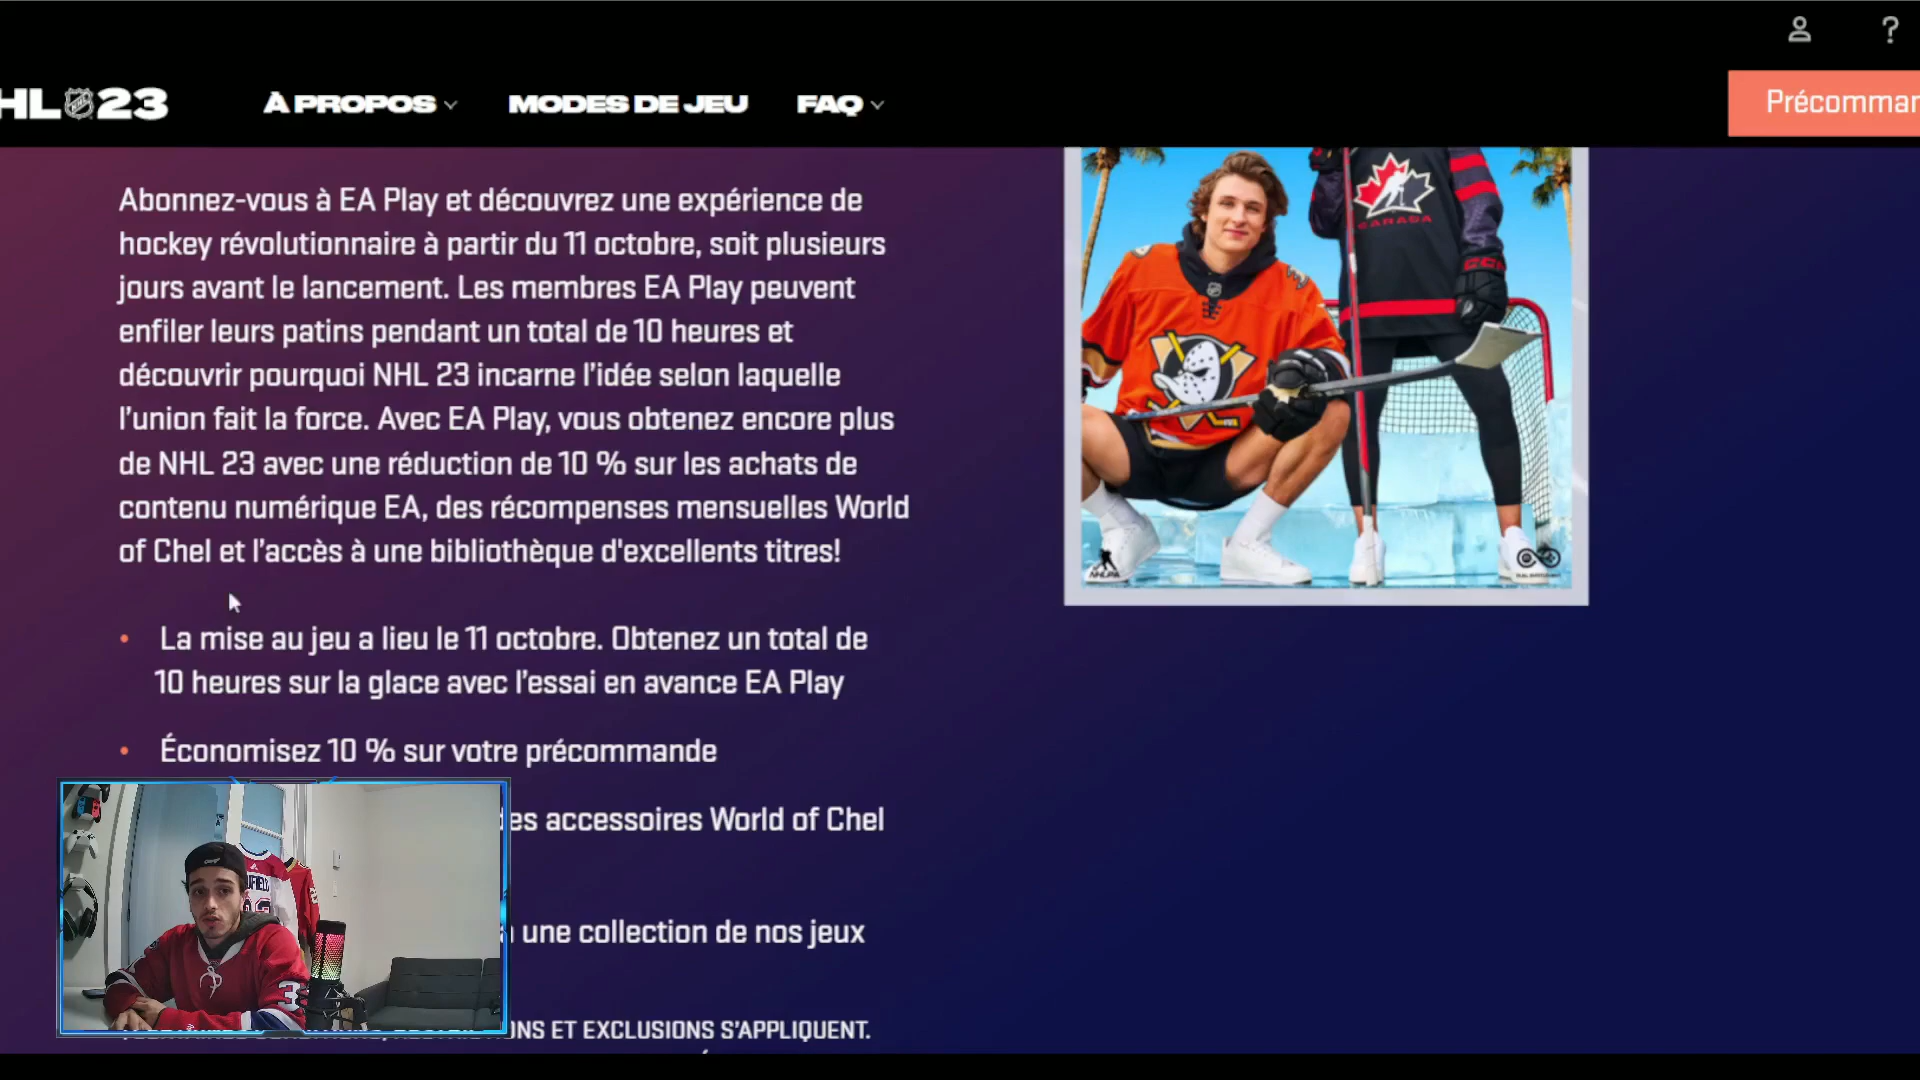 ?
HL 23
À PROPOS
MODES DE JEU
FAQ
Abonnez-vous à EA Play et découvrez une expérience de
hockey révolutionnaire à partir du 11 octobre, soit plusieurs
jours avant le lancement. Les membres EA Play peuvent
enfiler leurs patins pendant un total de 10 heures et
découvrir pourquoi NHL 23 incarne l’idée selon laquelle
l’union fait la force. Avec EA Play, vous obtenez encore plus
de NHL 23 avec une réduction de 10 % sur les achats de
contenu numérique EA, des récompenses mensuelles World
of Chel et l’accès à une bibliothèque d'excellents titres!
La mise au jeu a lieu le 11 octobre. Obtenez un total de
10 heures sur la glace avec l’essai en avance EA Play
Économisez 10 % sur votre précommande
des accessoires World of Chel
une collection de nos jeux
ET EXCLUSIONS S’APPLIQUENT.
CANADA
NHLPA
3